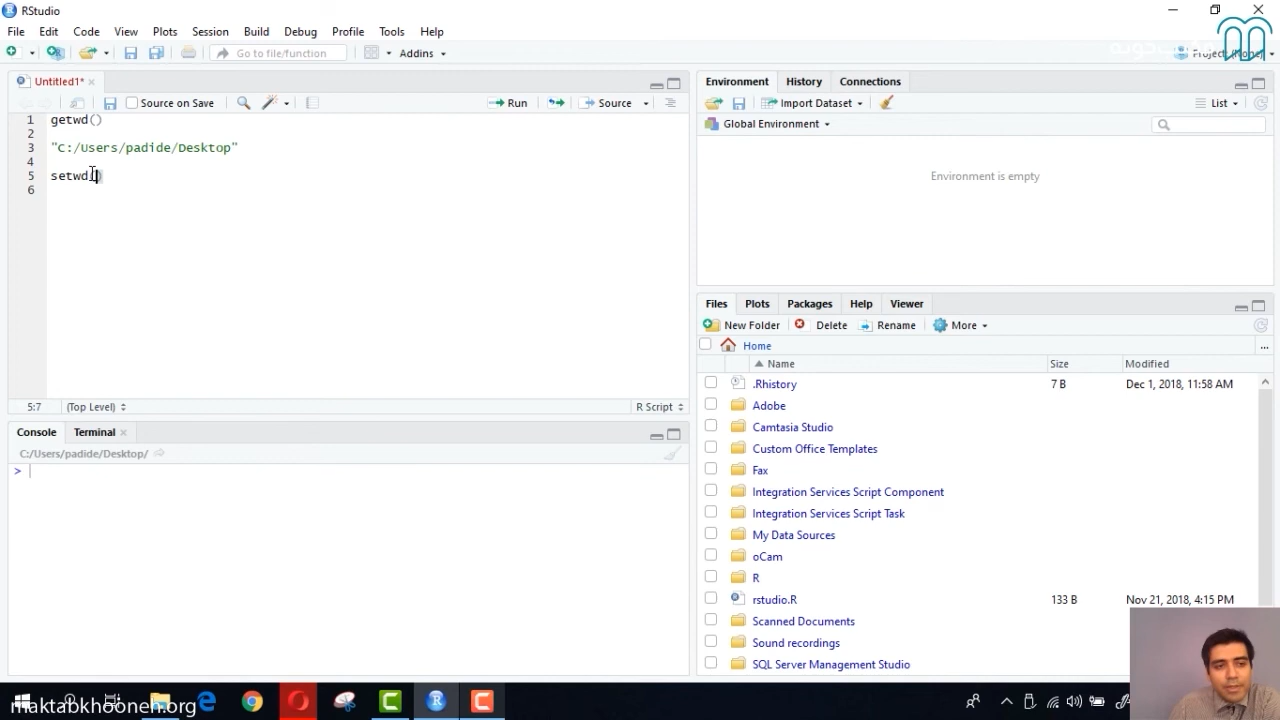 RStudio
File Edit Code View Plots Session Build Debug Profile Tools Help
Go to file/function Addins
Untitled1*
Source on Save Run Source
1 getwd()
2
3 "C:/Users/padide/Desktop"
4
5 setwd()
6
5:7 (Top Level) R Script
Console Terminal
C:/Users/padide/Desktop/
>
Environment History Connections
Import Dataset List
Global Environment
Environment is empty
Files Plots Packages Help Viewer
New Folder Delete Rename More
Home ...
Name Size Modified
.Rhistory 7 B Dec 1, 2018, 11:58 AM
Adobe
Camtasia Studio
Custom Office Templates
Fax
Integration Services Script Component
Integration Services Script Task
My Data Sources
oCam
R
rstudio.R 133 B Nov 21, 2018, 4:15 PM
Scanned Documents
Sound recordings
SQL Server Management Studio
maktabkhooneh.org